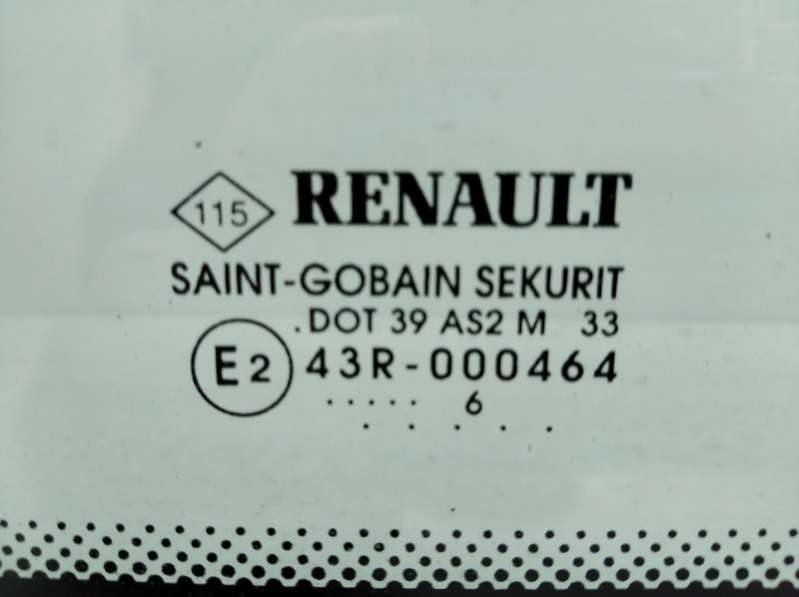 115 RENAULT
SAINT-GOBAIN SEKURIT
.DOT 39 AS2 M 33
E2 43R-000464
..... 6
. . . . .